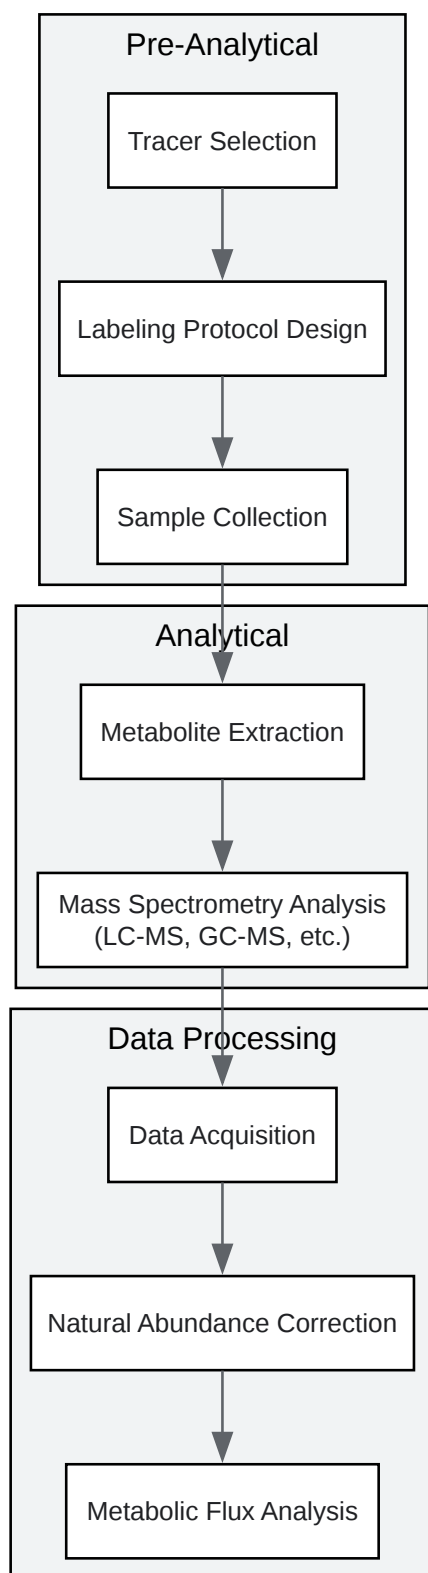 Pre-Analytical
Tracer Selection
Labeling Protocol Design
Sample Collection
Analytical
Metabolite Extraction
Mass Spectrometry Analysis
(LC-MS, GC-MS, etc.)
Data Processing
Data Acquisition
Natural Abundance Correction
Metabolic Flux Analysis